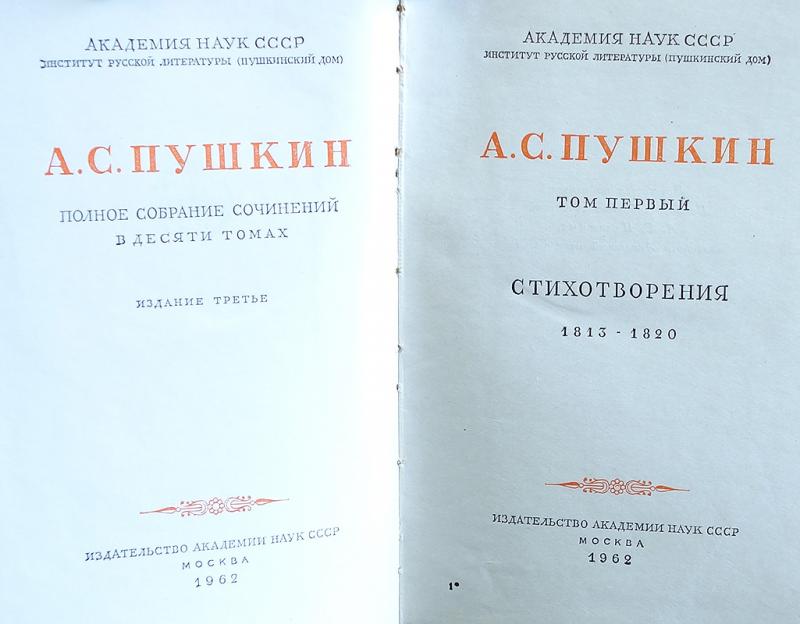 АКАДЕМИЯ НАУК СССР
ИНСТИТУТ РУССКОЙ ЛИТЕРАТУРЫ (ПУШКИНСКИЙ ДОМ)
А.С. ПУШКИН
ПОЛНОЕ СОБРАНИЕ СОЧИНЕНИЙ
В ДЕСЯТИ ТОМАХ
ИЗДАНИЕ ТРЕТЬЕ
ИЗДАТЕЛЬСТВО АКАДЕМИИ НАУК СССР
МОСКВА
1962
АКАДЕМИЯ НАУК СССР
ИНСТИТУТ РУССКОЙ ЛИТЕРАТУРЫ (ПУШКИНСКИЙ ДОМ)
А.С. ПУШКИН
ТОМ ПЕРВЫЙ
СТИХОТВОРЕНИЯ
1813 - 1820
ИЗДАТЕЛЬСТВО АКАДЕМИИ НАУК СССР
МОСКВА
1962
1*